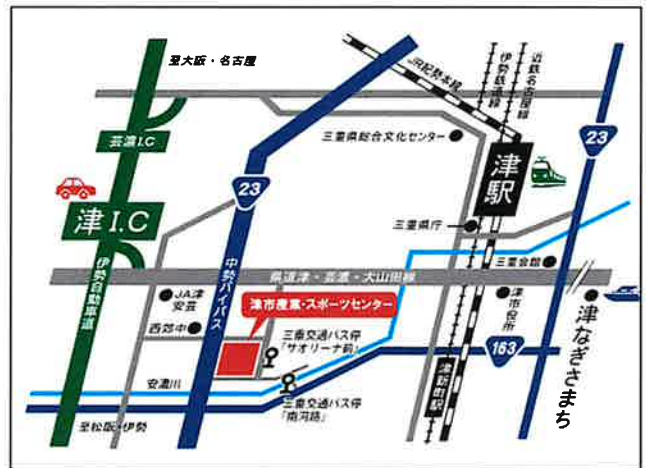 至大阪・名古屋
JR紀勢本線
伊勢鉄道線
近鉄名古屋線
芸濃I.C
三重県総合文化センター
津駅
23
23
津I.C
三重県庁
三重会館
伊勢自動車道
中勢バイパス
県道津・芸濃・大山田線
JA津
安芸
津市産業・スポーツセンター
津市
役所
津なぎさまち
西郊中
三重交通バス停
「サオリーナ前」
163
安濃川
津新町駅
三重交通バス停
「南河路」
至松阪・伊勢